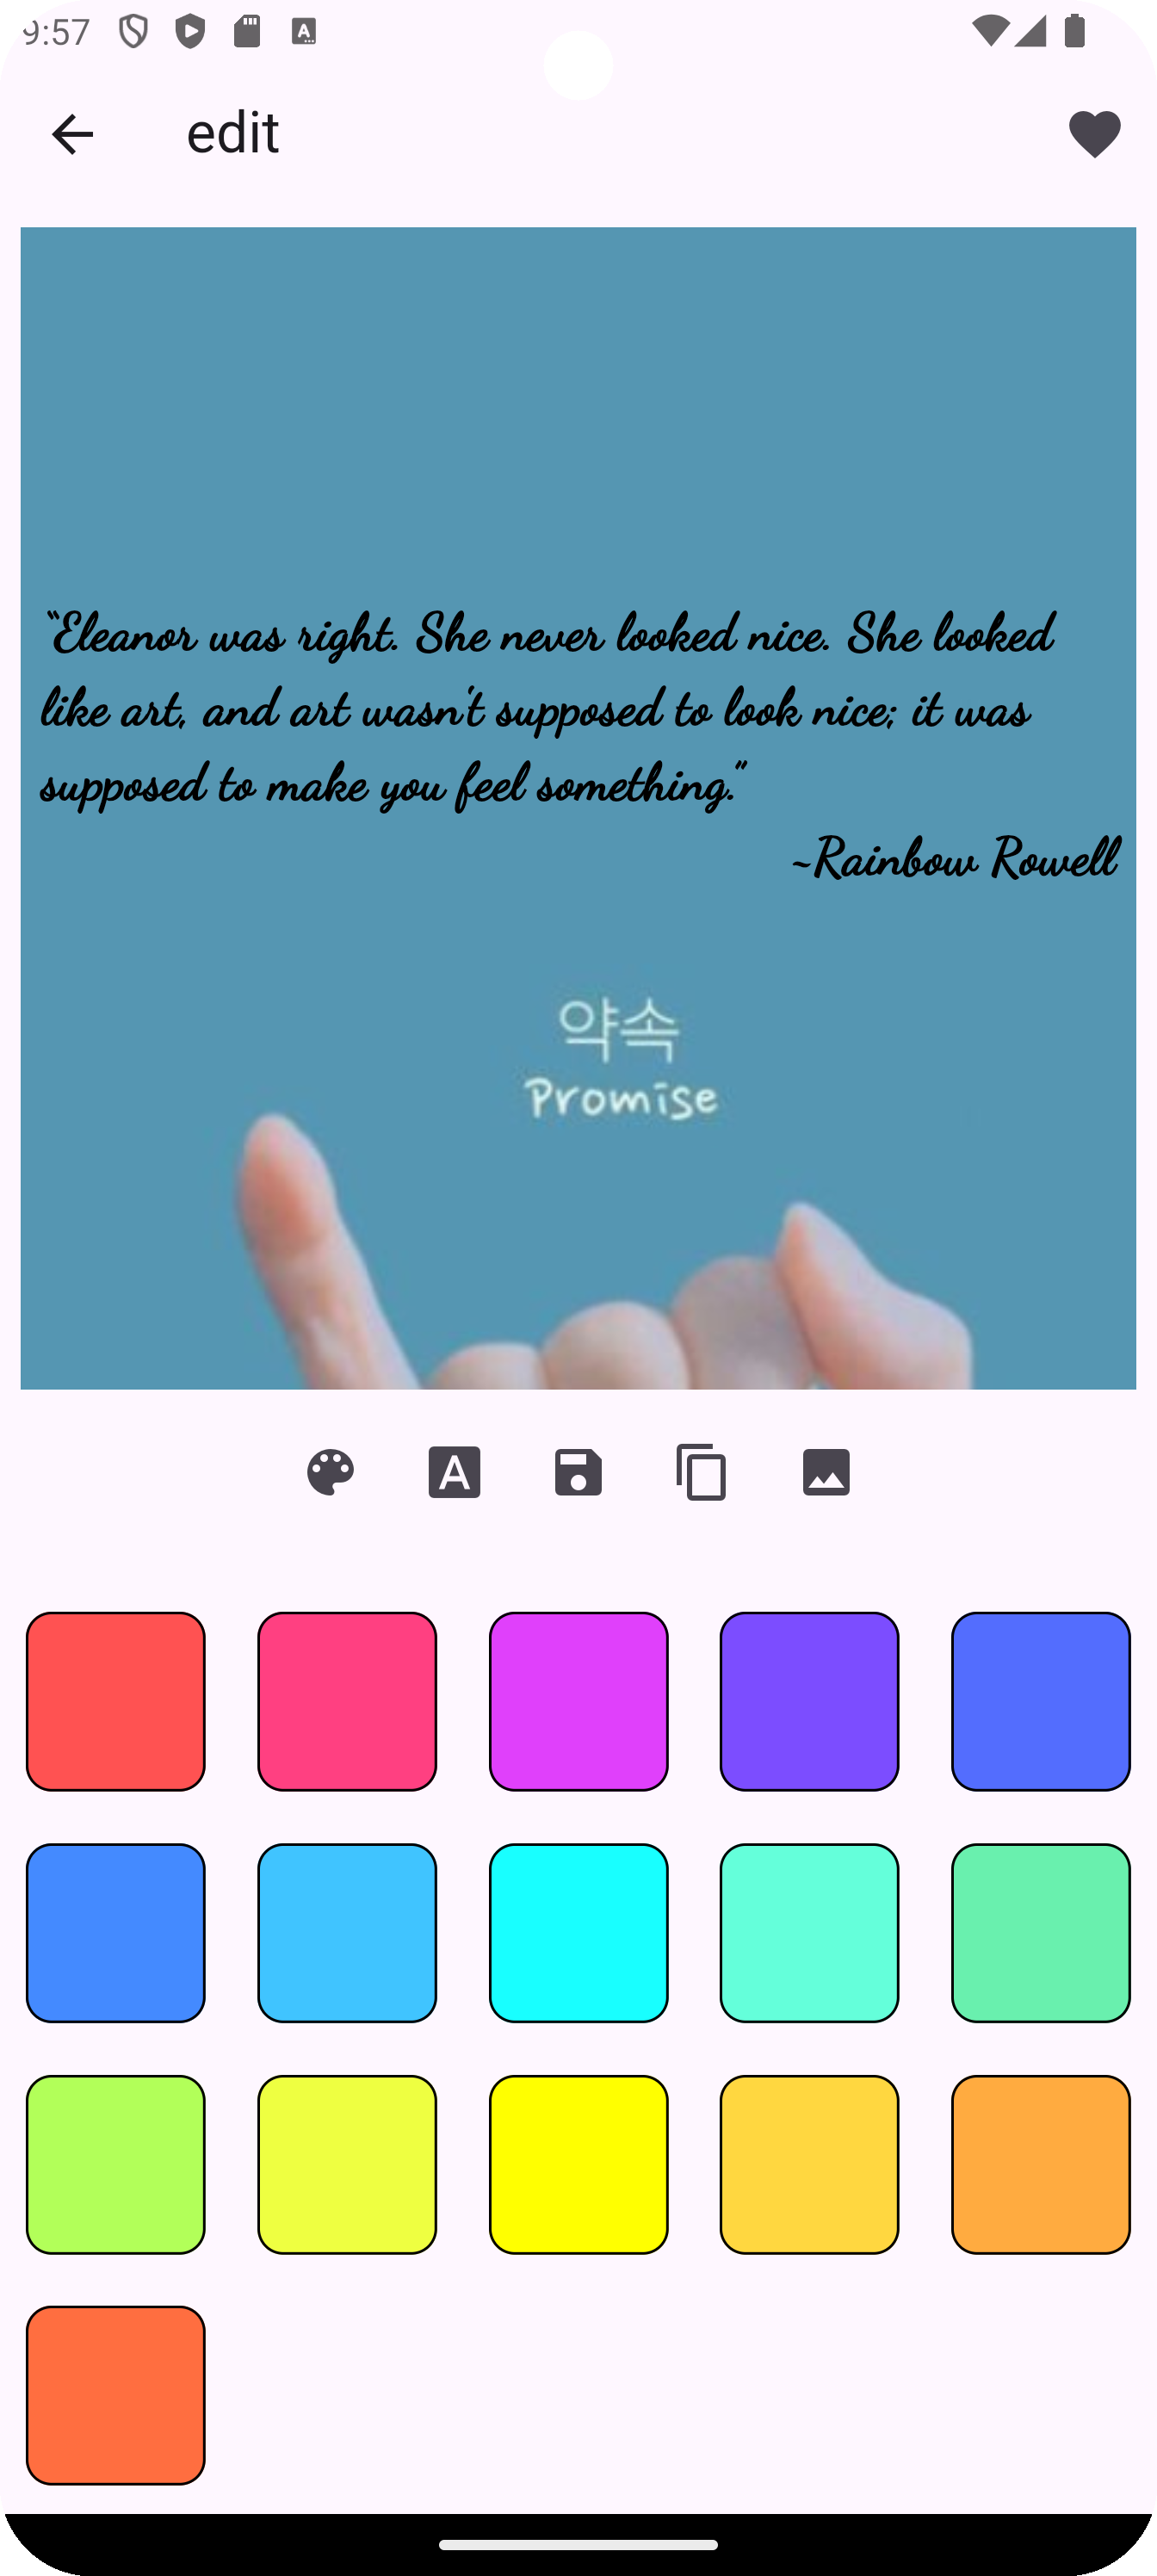 9:57
edit
"Eleanor was right. She never looked nice. She looked
like art, and art wasn't supposed to look nice; it was
supposed to make you feel something."
~Rainbow Rowell
약속
Promise
A